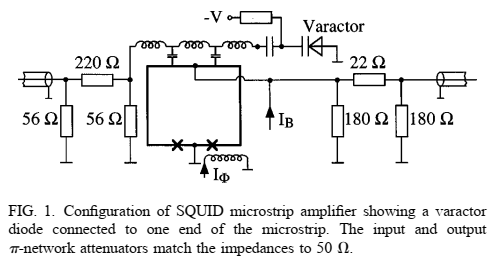 -V
Varactor
220 Ω
22 Ω
56 Ω
56 Ω
I_B
180 Ω
180 Ω
I_Φ
FIG. 1. Configuration of SQUID microstrip amplifier showing a varactor
diode connected to one end of the microstrip. The input and output
π-network attenuators match the impedances to 50 Ω.